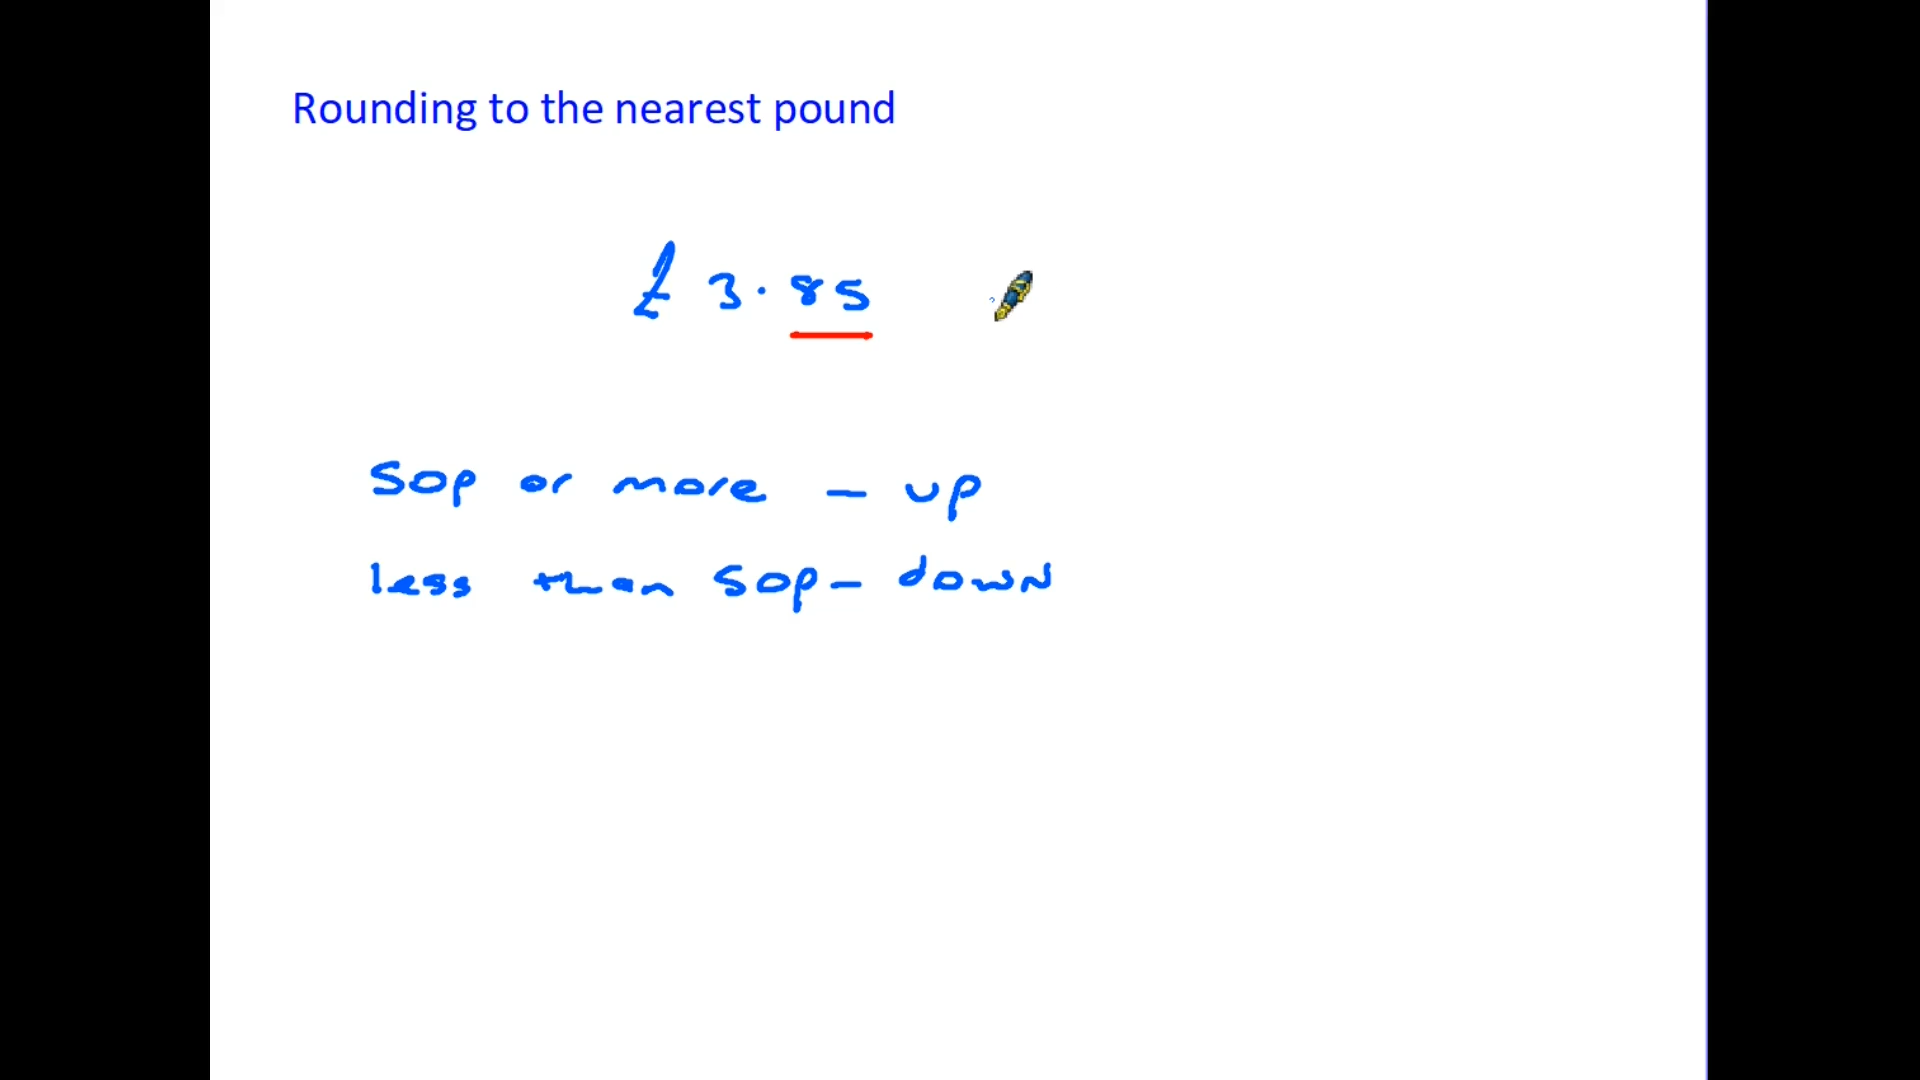 Rounding to the nearest pound
£3.85
50p or more - up
less than 50p - down